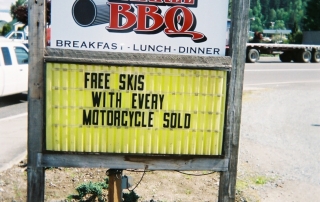 BBQ
BREAKFAST - LUNCH - DINNER
FREE SKIS
WITH EVERY
MOTORCYCLE SOLD